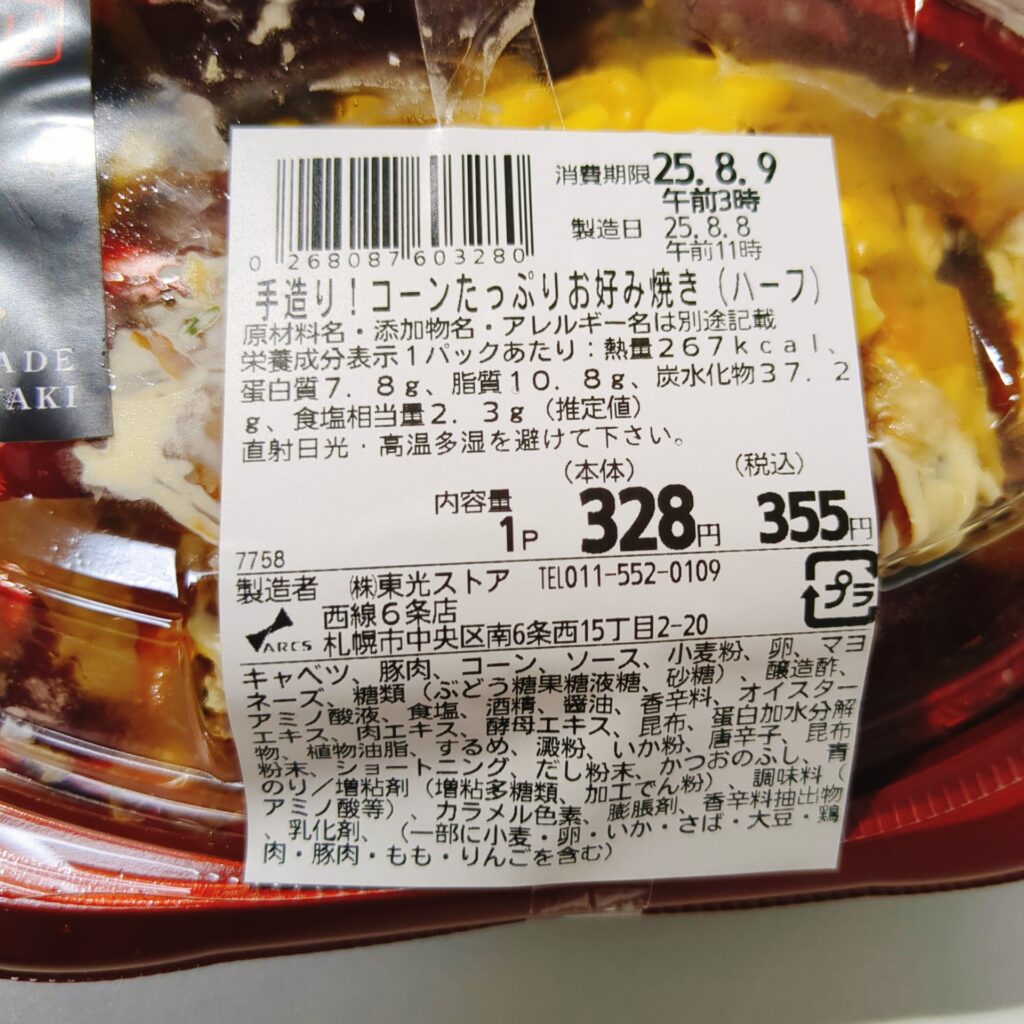 ADE
AKI
消費期限 25.8.9
午前3時
製造日 25.8.8
午前11時
0 268087 603280
手造り!コーンたっぷりお好み焼き(ハーフ)
原材料名・添加物名・アレルギー名は別途記載
栄養成分表示1パックあたり:熱量267kcal、
蛋白質7.8g、脂質10.8g、炭水化物37.2
g、食塩相当量2.3g(推定値)
直射日光・高温多湿を避けて下さい。
(本体) (税込)
内容量
1P 328円 355円
7758
製造者 (株)東光ストア TEL011-552-0109
西線6条店
ARCS 札幌市中央区南6条西15丁目2-20
プラ
キャベツ、豚肉、コーン、ソース、小麦粉、卵、マヨ
ネーズ、糖類(ぶどう糖果糖液糖、砂糖)、醸造酢、
アミノ酸液、食塩、酒精、醤油、香辛料、オイスター
エキス、肉エキス、酵母エキス、昆布、蛋白加水分解
物、植物油脂、するめ、澱粉、いか粉、唐辛子、昆布
粉末、ショートニング、だし粉末、かつおのふし、青
のり/増粘剤(増粘多糖類、加工でん粉)、調味料(
アミノ酸等)、カラメル色素、膨脹剤、香辛料抽出物
、乳化剤、(一部に小麦・卵・いか・さば・大豆・鶏
肉・豚肉・もも・りんごを含む)